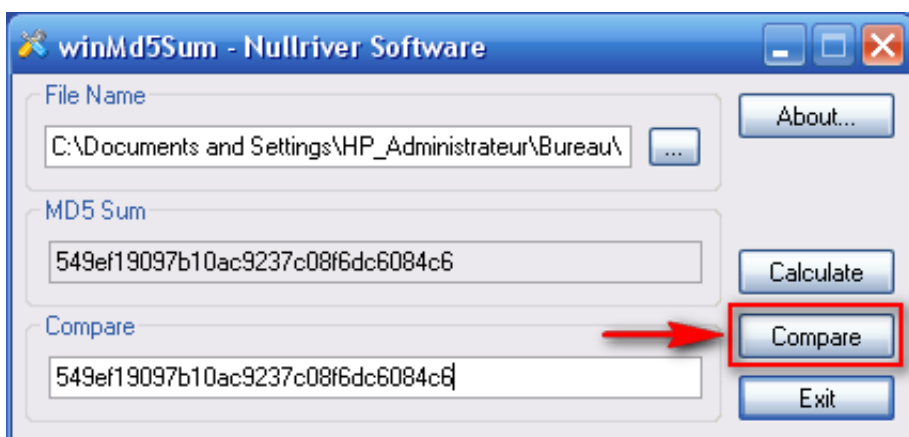 winMd5Sum - Nullriver Software
File Name
About...
C:\Documents and Settings\HP_Administrateur\Bureau\
...
MD5 Sum
549ef19097b10ac9237c08f6dc6084c6
Calculate
Compare
Compare
549ef19097b10ac9237c08f6dc6084c6
Exit